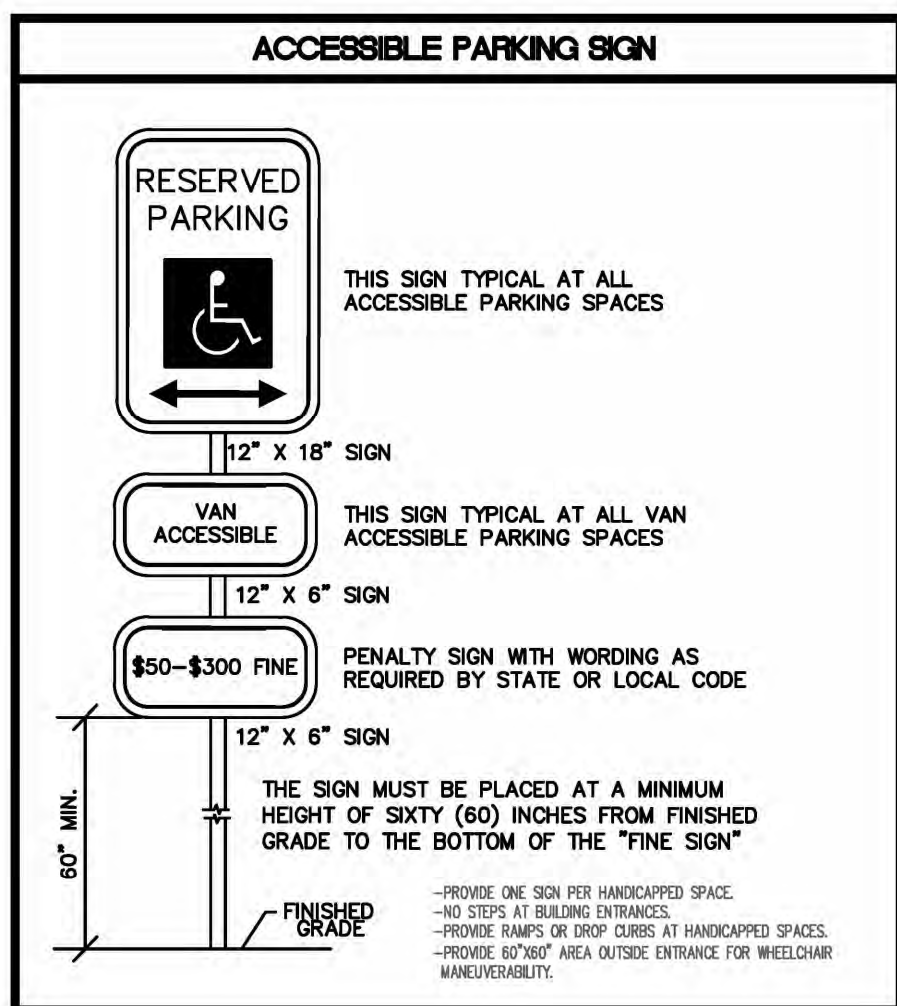 ACCESSIBLE PARKING SIGN
RESERVED
PARKING
THIS SIGN TYPICAL AT ALL
ACCESSIBLE PARKING SPACES
12" X 18" SIGN
VAN
ACCESSIBLE
THIS SIGN TYPICAL AT ALL VAN
ACCESSIBLE PARKING SPACES
12" X 6" SIGN
$50-$300 FINE
PENALTY SIGN WITH WORDING AS
REQUIRED BY STATE OR LOCAL CODE
12" X 6" SIGN
60" MIN.
THE SIGN MUST BE PLACED AT A MINIMUM
HEIGHT OF SIXTY (60) INCHES FROM FINISHED
GRADE TO THE BOTTOM OF THE "FINE SIGN"
FINISHED
GRADE
-PROVIDE ONE SIGN PER HANDICAPPED SPACE.
-NO STEPS AT BUILDING ENTRANCES.
-PROVIDE RAMPS OR DROP CURBS AT HANDICAPPED SPACES.
-PROVIDE 60"X60" AREA OUTSIDE ENTRANCE FOR WHEELCHAIR
MANEUVERABILITY.